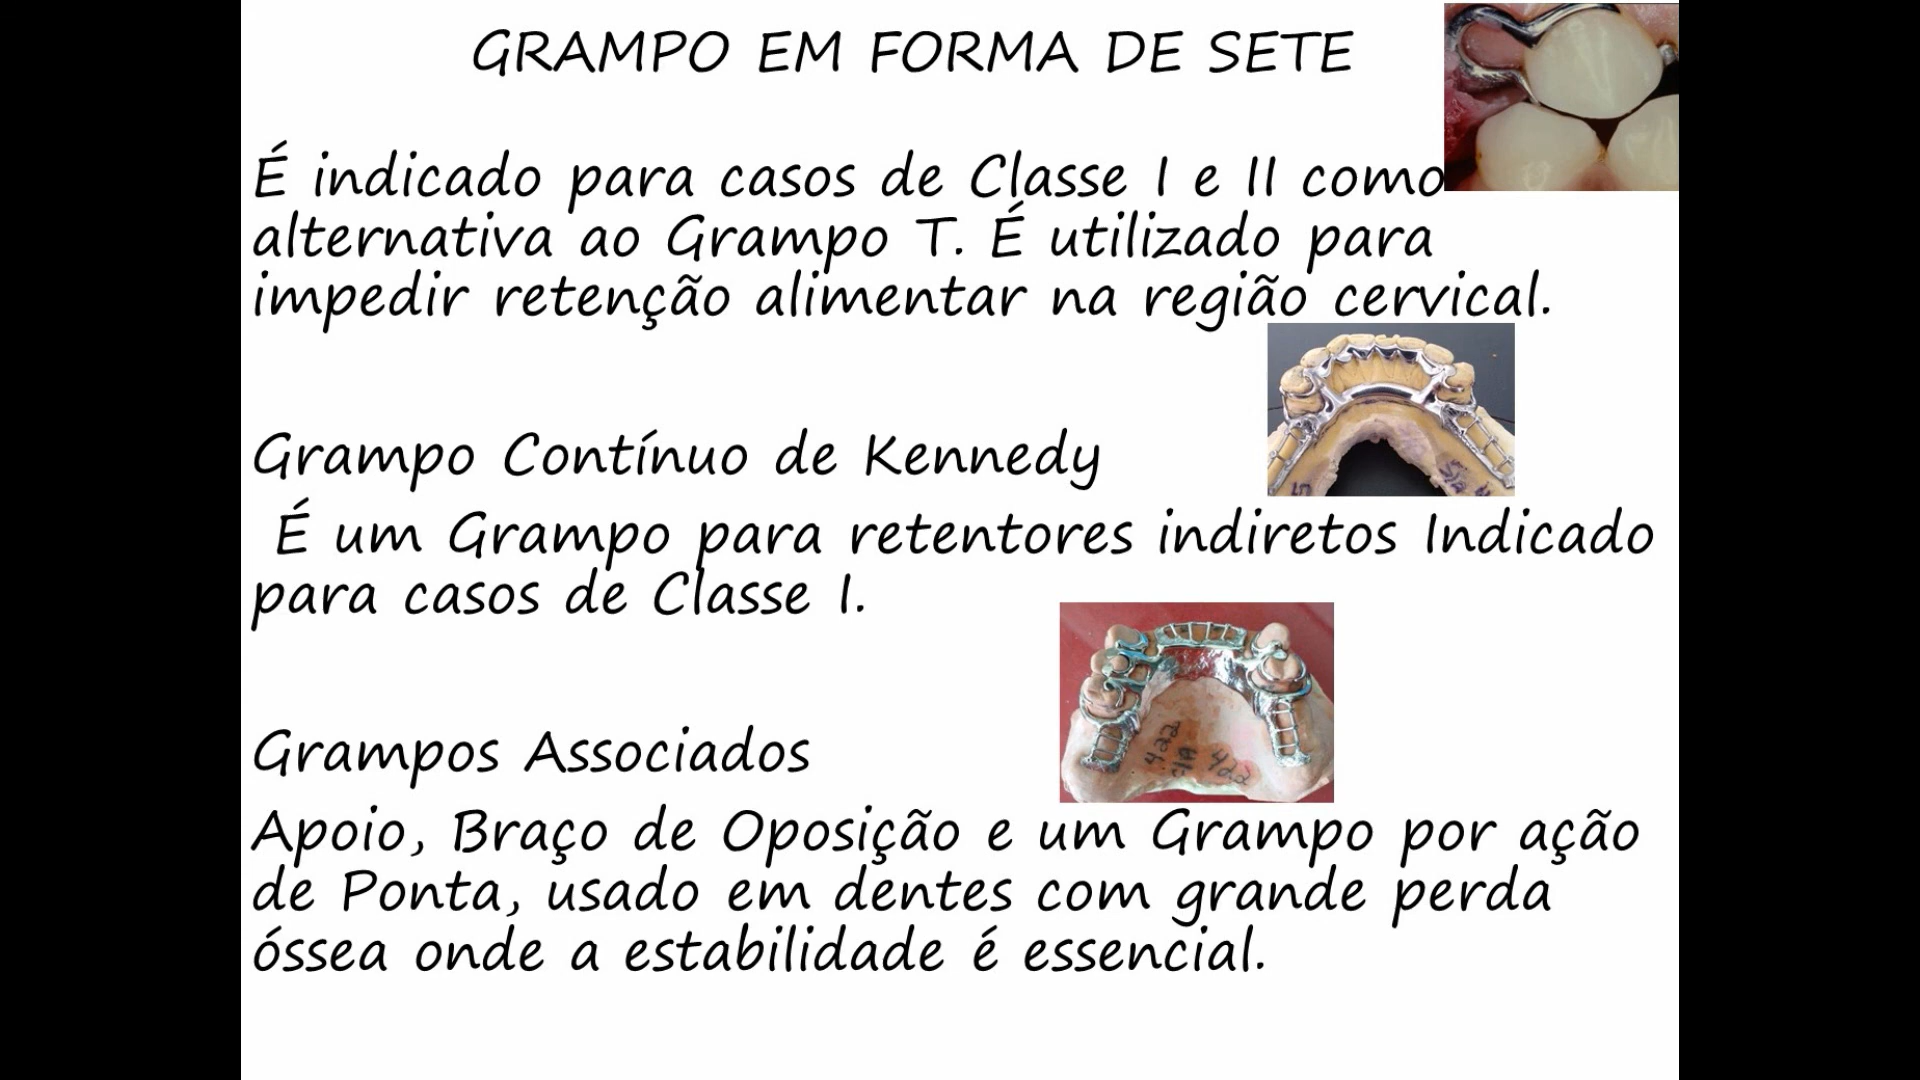 GRAMPO EM FORMA DE SETE
É indicado para casos de Classe I e II como
alternativa ao Grampo T. É utilizado para
impedir retenção alimentar na região cervical.
Grampo Contínuo de Kennedy
É um Grampo para retentores indiretos Indicado
para casos de Classe I.
Grampos Associados
422
422
Apoio, Braço de Oposição e um Grampo por ação
de Ponta, usado em dentes com grande perda
óssea onde a estabilidade é essencial.